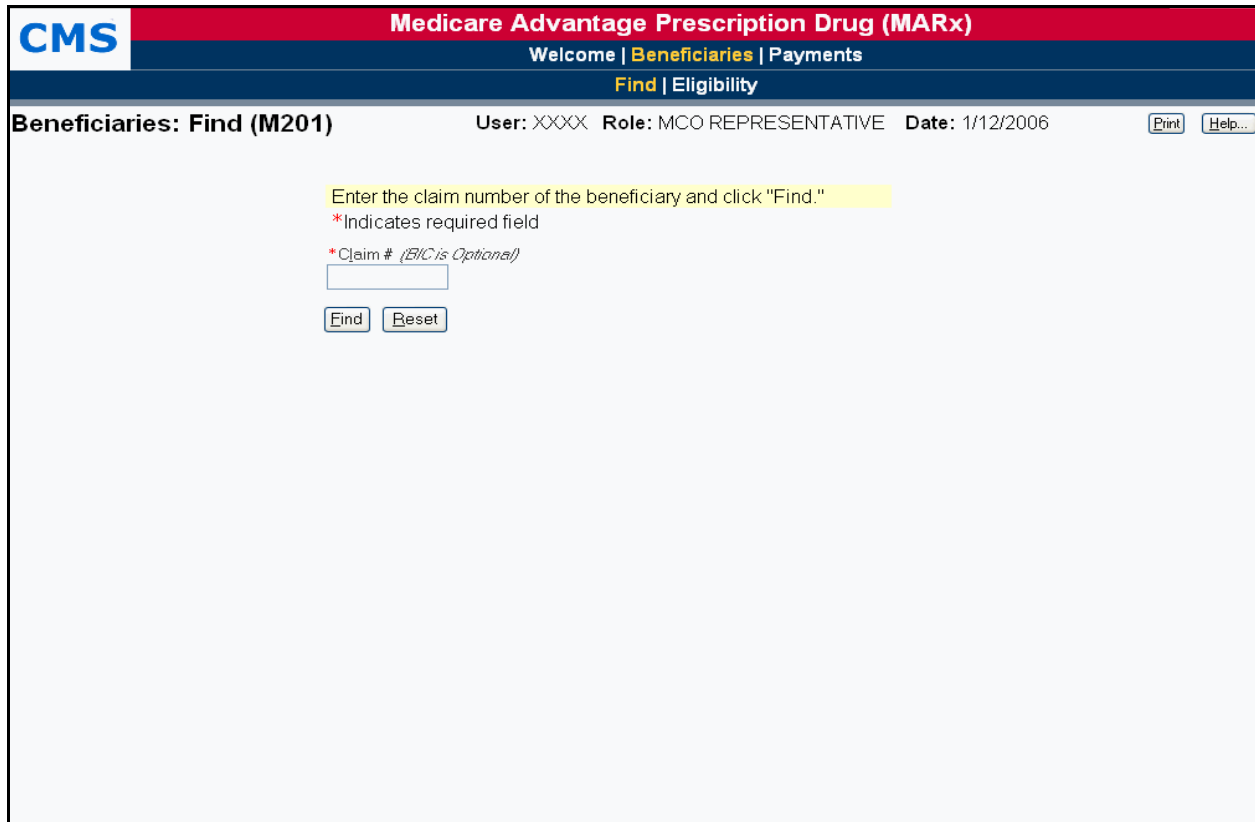 CMS
Medicare Advantage Prescription Drug (MARx)
Welcome | Beneficiaries | Payments
Find | Eligibility
Beneficiaries: Find (M201) User: XXXX Role: MCO REPRESENTATIVE Date: 1/12/2006 Print Help...
Enter the claim number of the beneficiary and click "Find."
*Indicates required field
*Claim # (BIC is Optional)
Find Reset